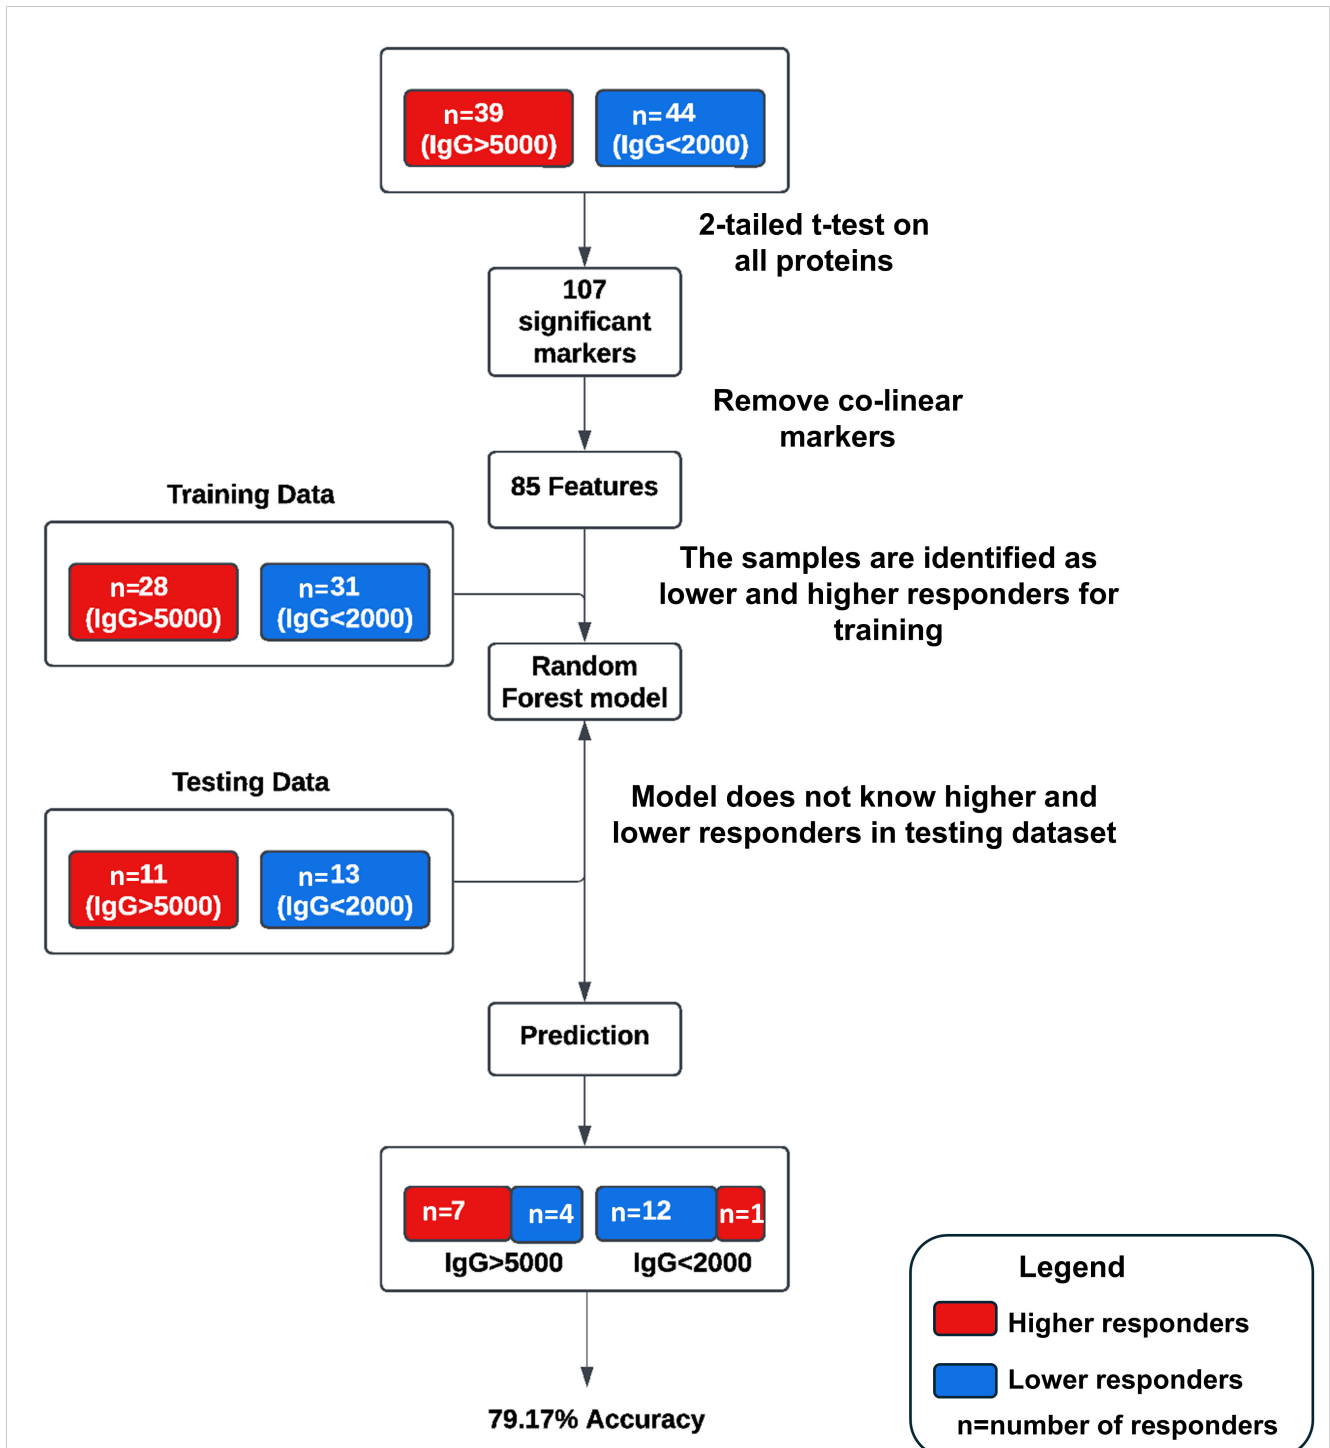 n=39
(IgG>5000)
n=44
(IgG<2000)
2-tailed t-test on
all proteins
107
significant
markers
Remove co-linear
markers
85 Features
Training Data
n=28
(IgG>5000)
n=31
(IgG<2000)
The samples are identified as
lower and higher responders for
training
Random
Forest model
Testing Data
n=11
(IgG>5000)
n=13
(IgG<2000)
Model does not know higher and
lower responders in testing dataset
Prediction
n=7
n=4
n=12
n=1
IgG>5000
IgG<2000
79.17% Accuracy
Legend
Higher responders
Lower responders
n=number of responders